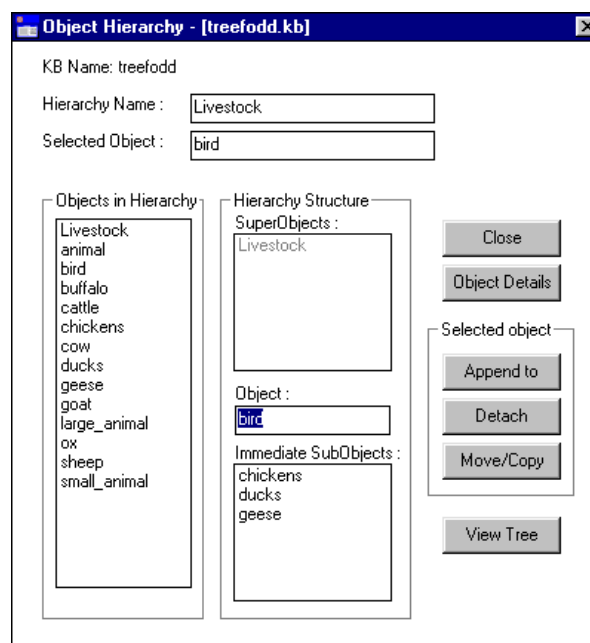 Object Hierarchy - [treefodd.kb]
KB Name: treefodd
Hierarchy Name :
Livestock
Selected Object :
bird
Objects in Hierarchy
Livestock
animal
bird
buffalo
cattle
chickens
cow
ducks
geese
goat
large_animal
ox
sheep
small_animal
Hierarchy Structure
SuperObjects :
Livestock
Object :
bird
Immediate SubObjects :
chickens
ducks
geese
Close
Object Details
Selected object
Append to
Detach
Move/Copy
View Tree